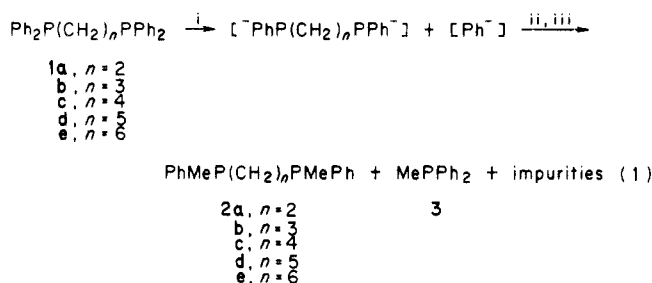 Ph₂P(CH₂)ₙPPh₂ →i [⁻PhP(CH₂)ₙPPh⁻] + [Ph⁻] →ii, iii
1a, n = 2
b, n = 3
c, n = 4
d, n = 5
e, n = 6
PhMeP(CH₂)ₙPMePh + MePPh₂ + impurities (1)
2a, n = 2 3
b, n = 3
c, n = 4
d, n = 5
e, n = 6